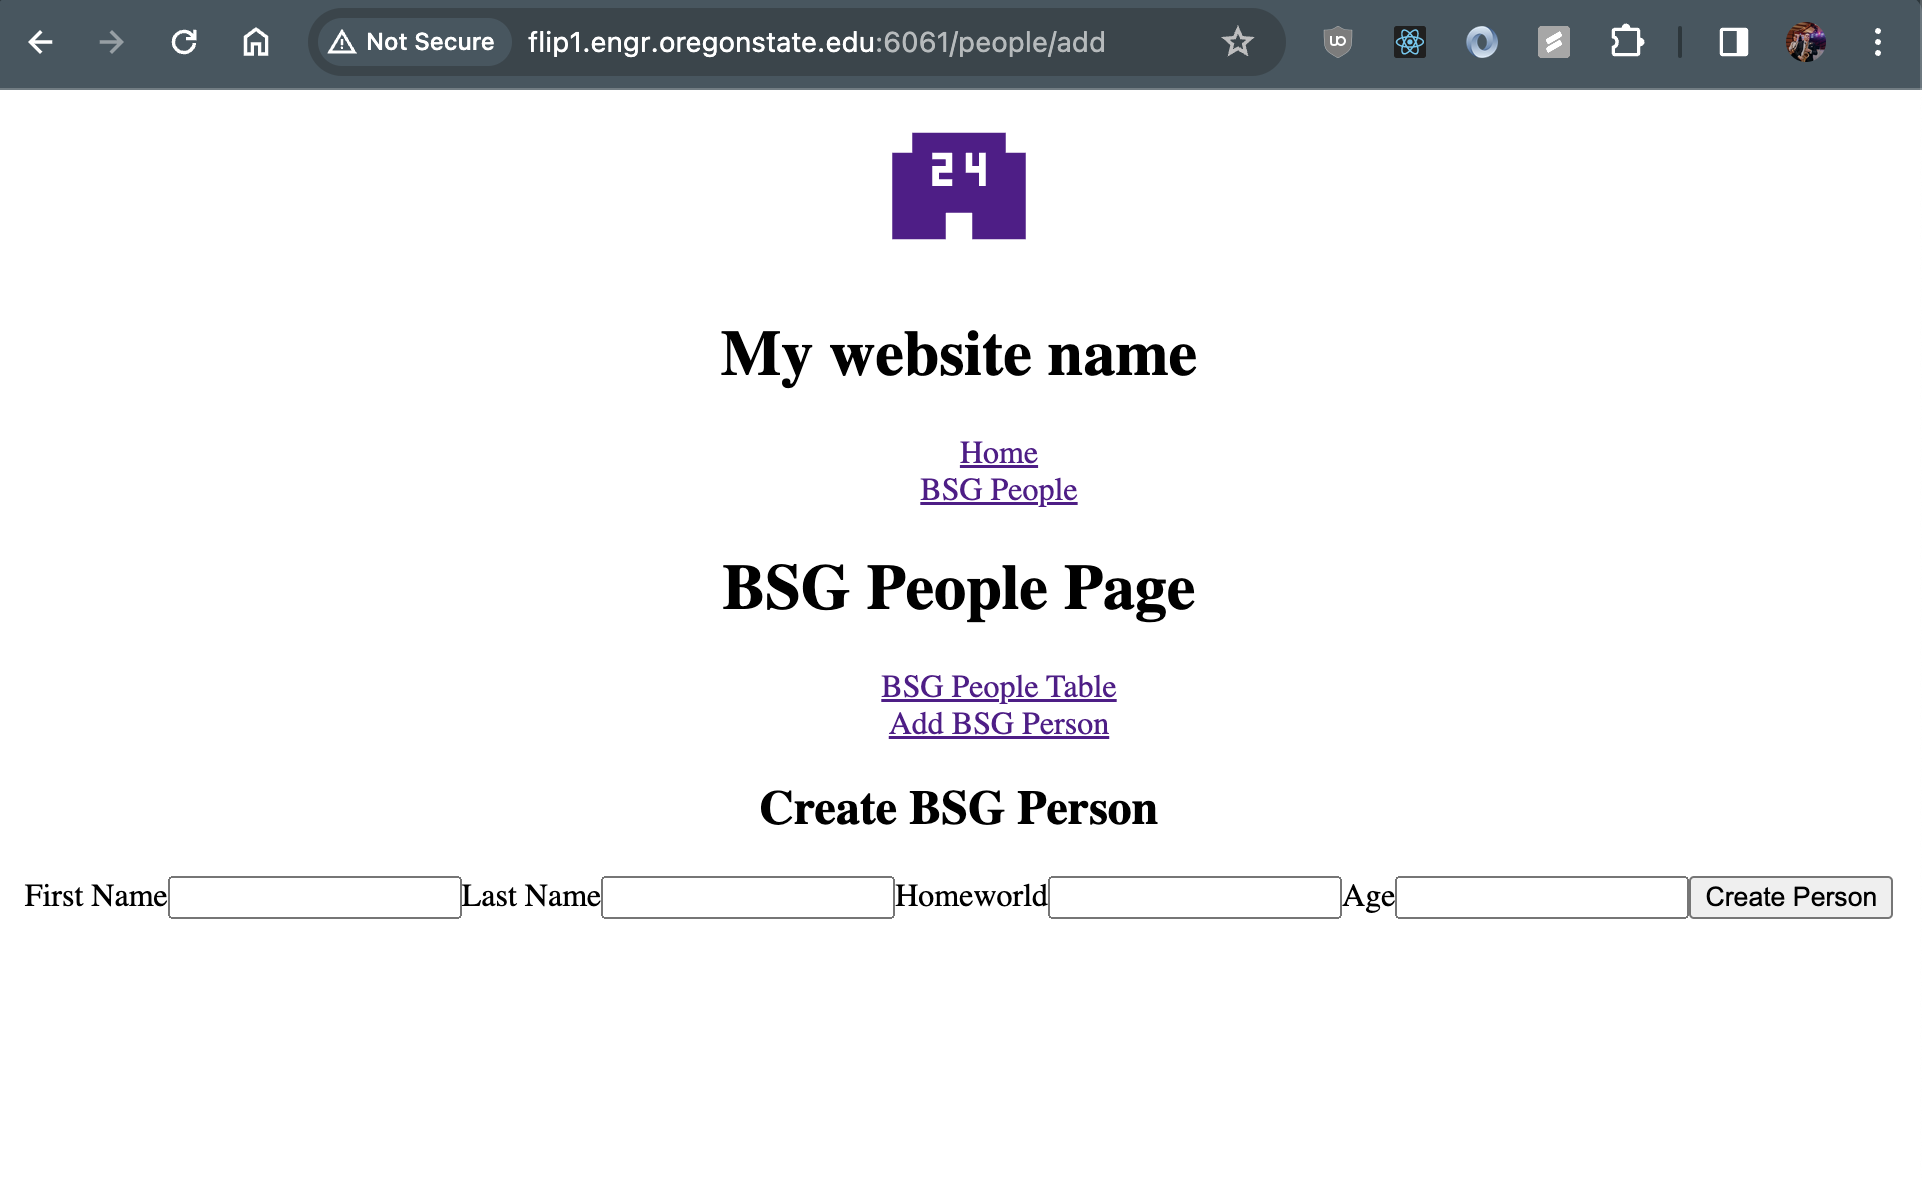 Not Secure flip1.engr.oregonstate.edu:6061/people/add
24
My website name
Home
BSG People
BSG People Page
BSG People Table
Add BSG Person
Create BSG Person
First Name Last Name Homeworld Age Create Person